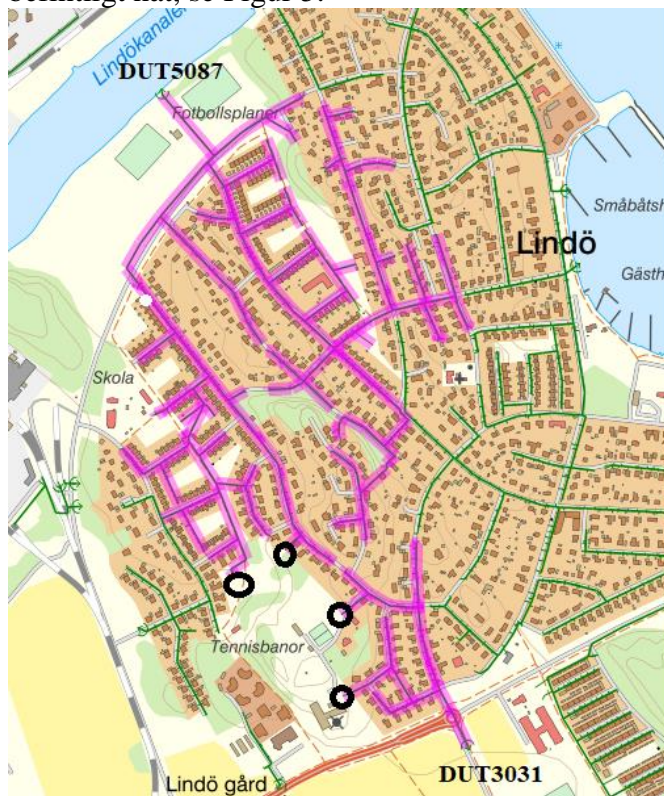 Lindökanalen
DUT5087
Fotbollsplaner
Småbåtsh
Lindö
Gästh
Skola
Tennisbanor
Lindö gård
DUT3031